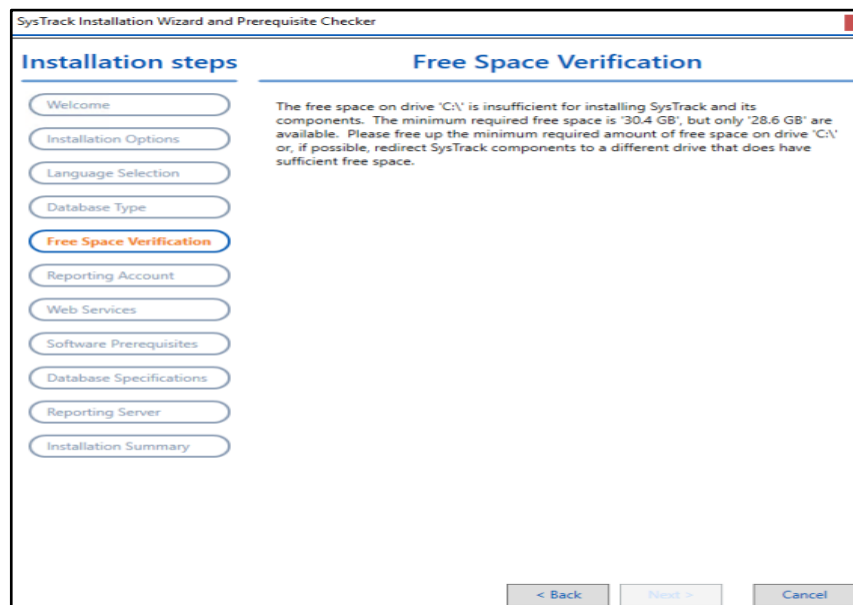 SysTrack Installation Wizard and Prerequisite Checker
Installation steps
Welcome
Installation Options
Language Selection
Database Type
Free Space Verification
Reporting Account
Web Services
Software Prerequisites
Database Specifications
Reporting Server
Installation Summary
Free Space Verification
The free space on drive 'C:\' is insufficient for installing SysTrack and its
components. The minimum required free space is '30.4 GB', but only '28.6 GB' are
available. Please free up the minimum required amount of free space on drive 'C:\'
or, if possible, redirect SysTrack components to a different drive that does have
sufficient free space.
< Back
Next >
Cancel